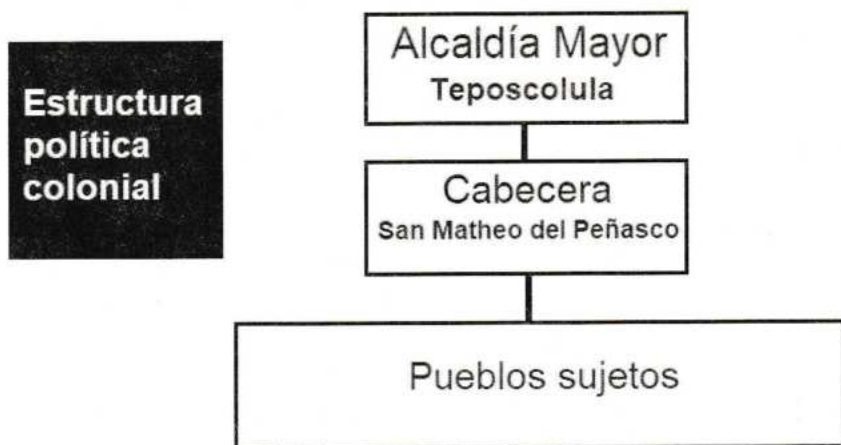 Estructura
política
colonial
Alcaldía Mayor
Teposcolula
Cabecera
San Matheo del Peñasco
Pueblos sujetos